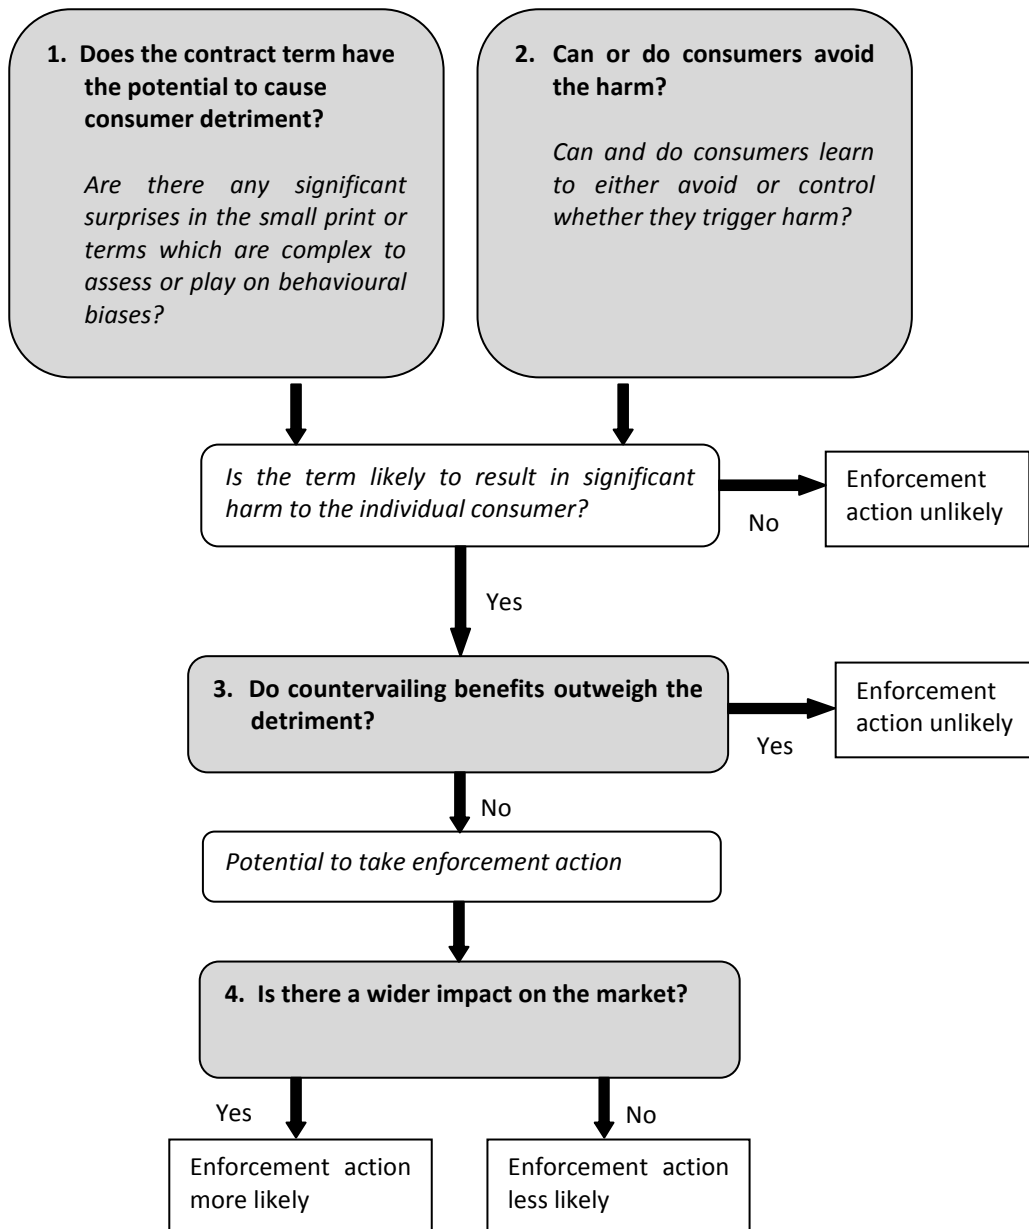 1. Does the contract term have
the potential to cause
consumer detriment?
Are there any significant
surprises in the small print or
terms which are complex to
assess or play on behavioural
biases?
2. Can or do consumers avoid
the harm?
Can and do consumers learn
to either avoid or control
whether they trigger harm?
Is the term likely to result in significant
harm to the individual consumer?
No
Enforcement
action unlikely
Yes
3. Do countervailing benefits outweigh the
detriment?
Yes
Enforcement
action unlikely
No
Potential to take enforcement action
4. Is there a wider impact on the market?
Yes
No
Enforcement action
more likely
Enforcement action
less likely